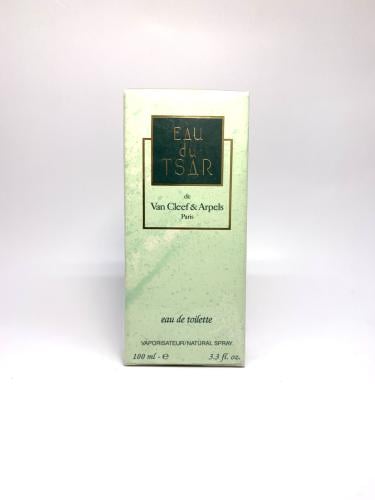 EAU
du
TSAR
de
Van Cleef & Arpels
Paris
eau de toilette
VAPORISATEUR/NATURAL SPRAY
100 ml - ℮ 3.3 fl. oz.